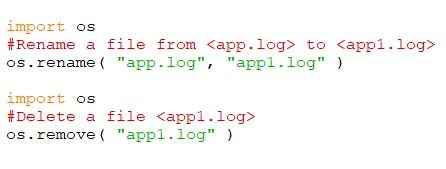 import os
#Rename a file from <app.log> to <app1.log>
os.rename( "app.log", "app1.log" )
import os
#Delete a file <app1.log>
os.remove( "app1.log" )